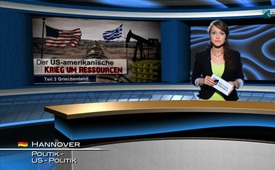 Der US-amerikanische
KRIEG UM RESSOURCEN
Teil 3 Griechenland
HANNOVER
POLITIK -
US - POLITIK